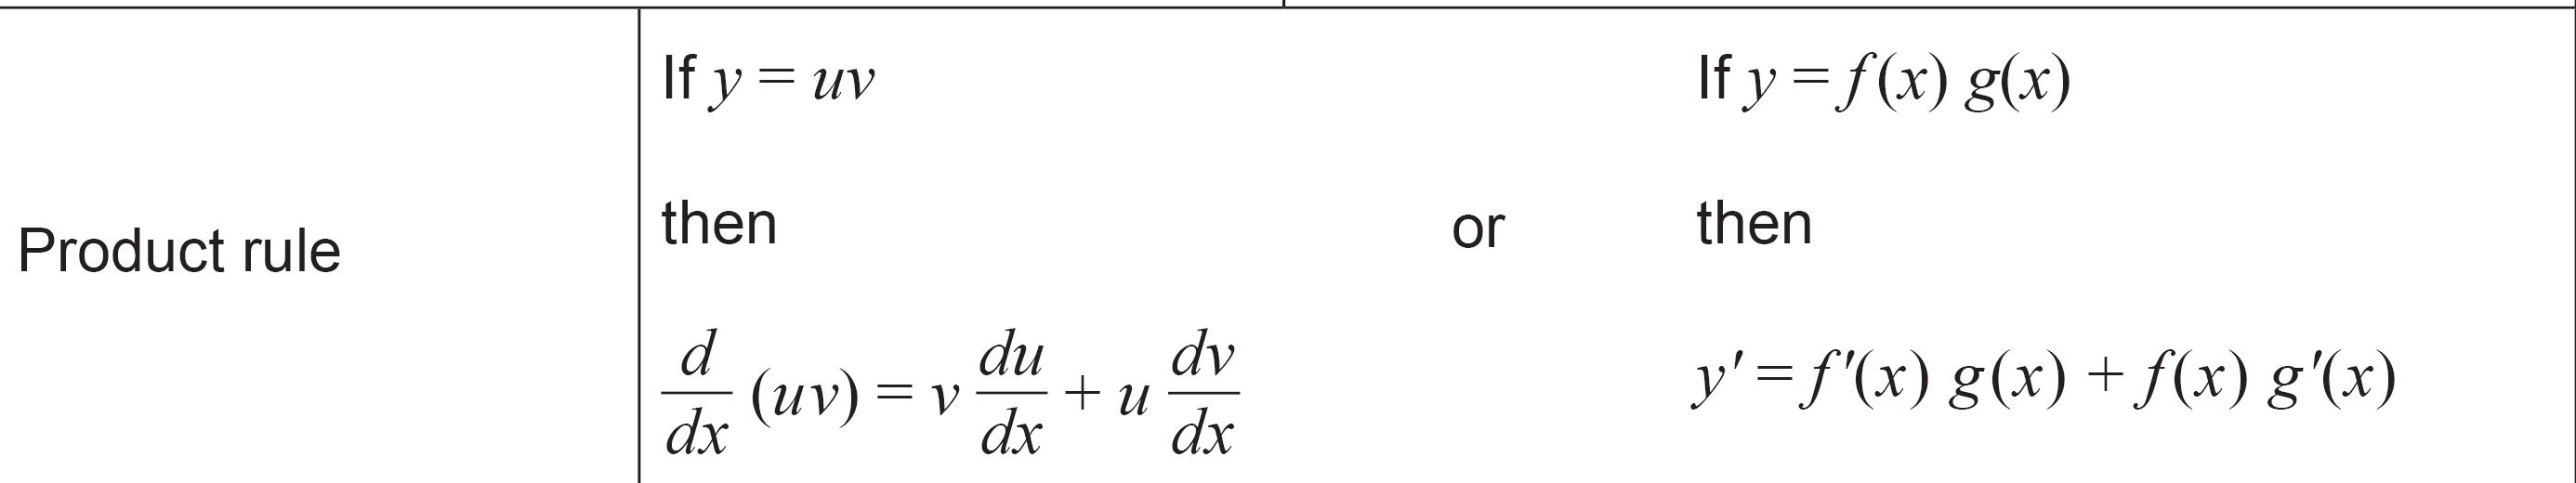 Product rule
If y = uv
then
d/dx (uv) = v du/dx + u dv/dx
or
If y = f(x) g(x)
then
y′ = f′(x) g(x) + f(x) g′(x)